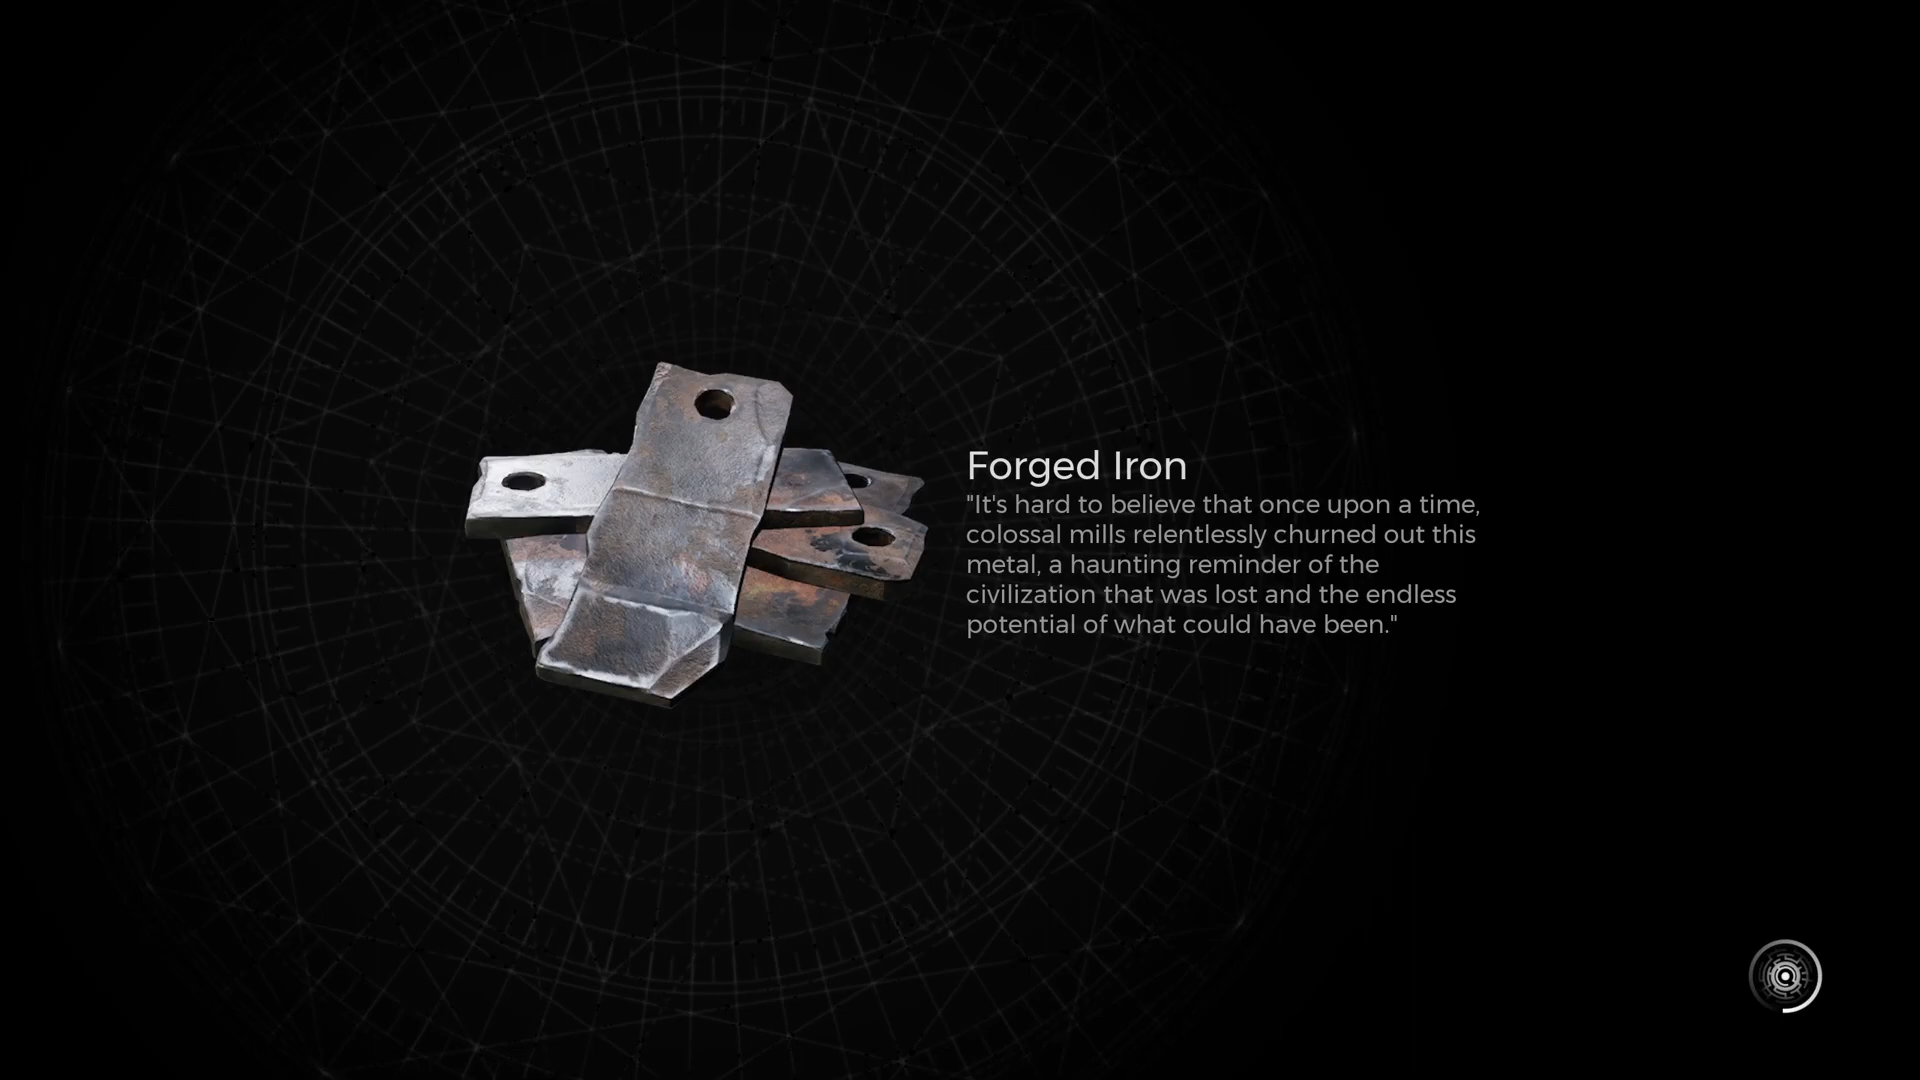 Forged Iron
"It's hard to believe that once upon a time,
colossal mills relentlessly churned out this
metal, a haunting reminder of the
civilization that was lost and the endless
potential of what could have been."